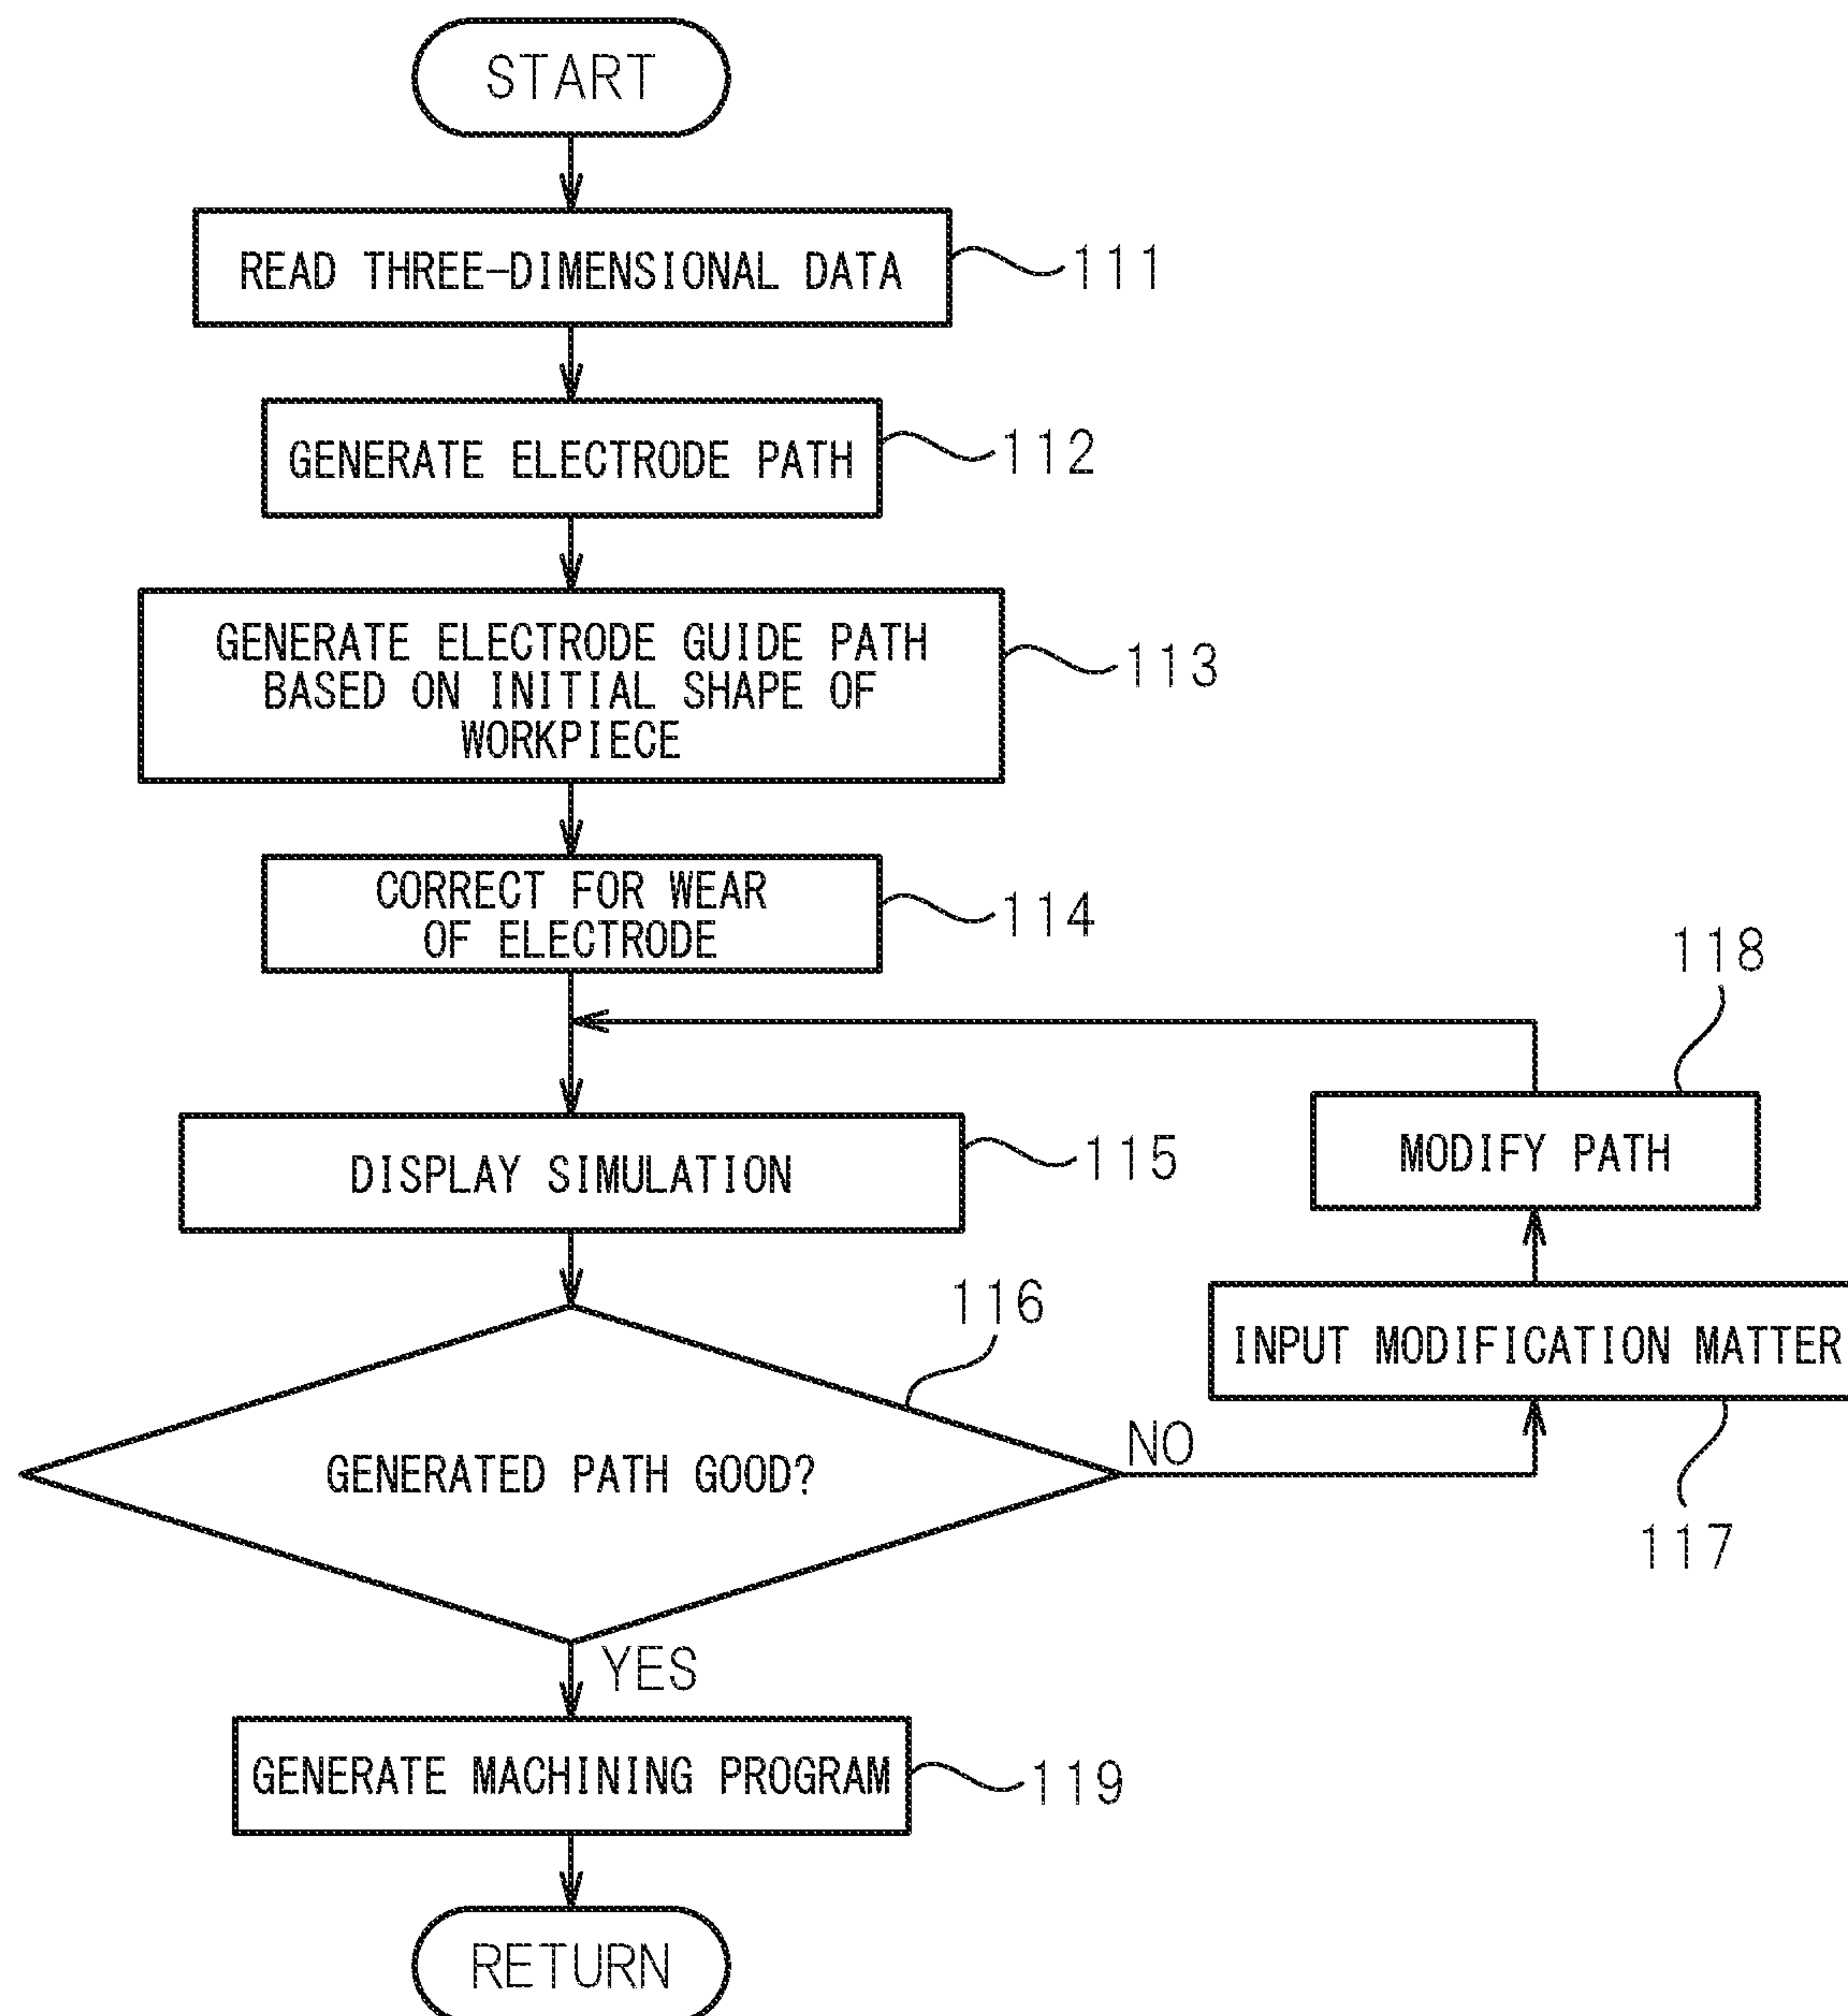 START
READ THREE-DIMENSIONAL DATA
111
GENERATE ELECTRODE PATH
112
GENERATE ELECTRODE GUIDE PATH
BASED ON INITIAL SHAPE OF
WORKPIECE
113
CORRECT FOR WEAR
OF ELECTRODE
114
118
MODIFY PATH
DISPLAY SIMULATION
115
116
INPUT MODIFICATION MATTER
GENERATED PATH GOOD?
NO
117
YES
GENERATE MACHINING PROGRAM
119
RETURN